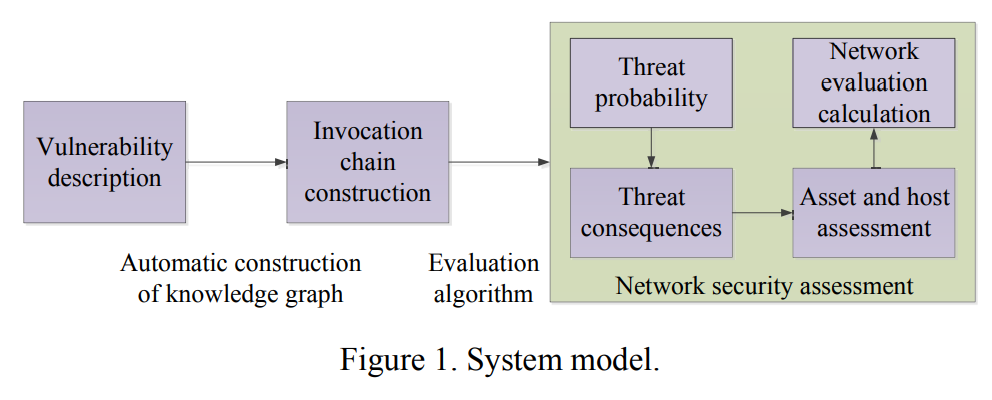 Vulnerability
description
Invocation
chain
construction
Automatic construction
of knowledge graph
Evaluation
algorithm
Threat
probability
Threat
consequences
Asset and host
assessment
Network
evaluation
calculation
Network security assessment
Figure 1. System model.